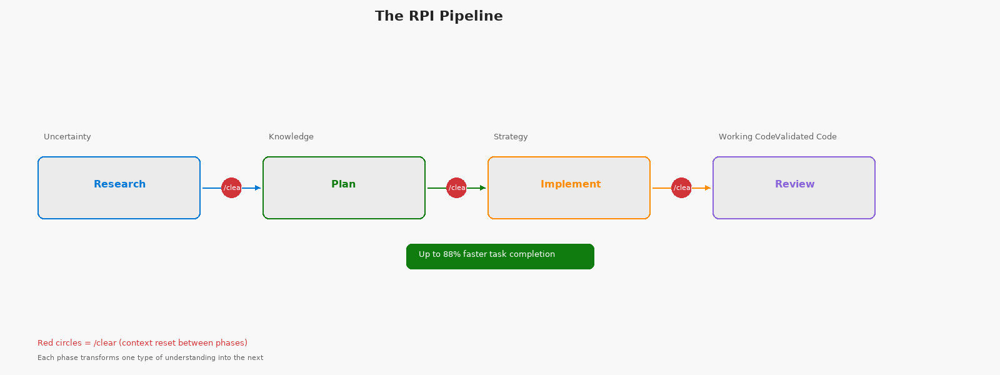 The RPI Pipeline
Uncertainty
Knowledge
Strategy
Working CodeValidated Code
Research
/clea
Plan
/clea
Implement
/clea
Review
Up to 88% faster task completion
Red circles = /clear (context reset between phases)
Each phase transforms one type of understanding into the next